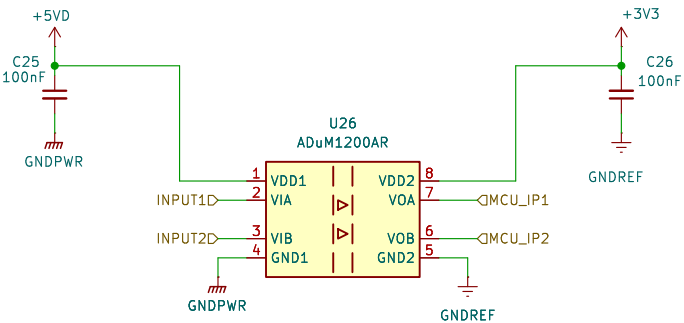 +5VD
+3V3
C25
100nF
C26
100nF
GNDPWR
GNDREF
U26
ADuM1200AR
1 VDD1 VDD2 8
INPUT1 2 VIA VOA 7 MCU_IP1
INPUT2 3 VIB VOB 6 MCU_IP2
4 GND1 GND2 5
GNDPWR
GNDREF